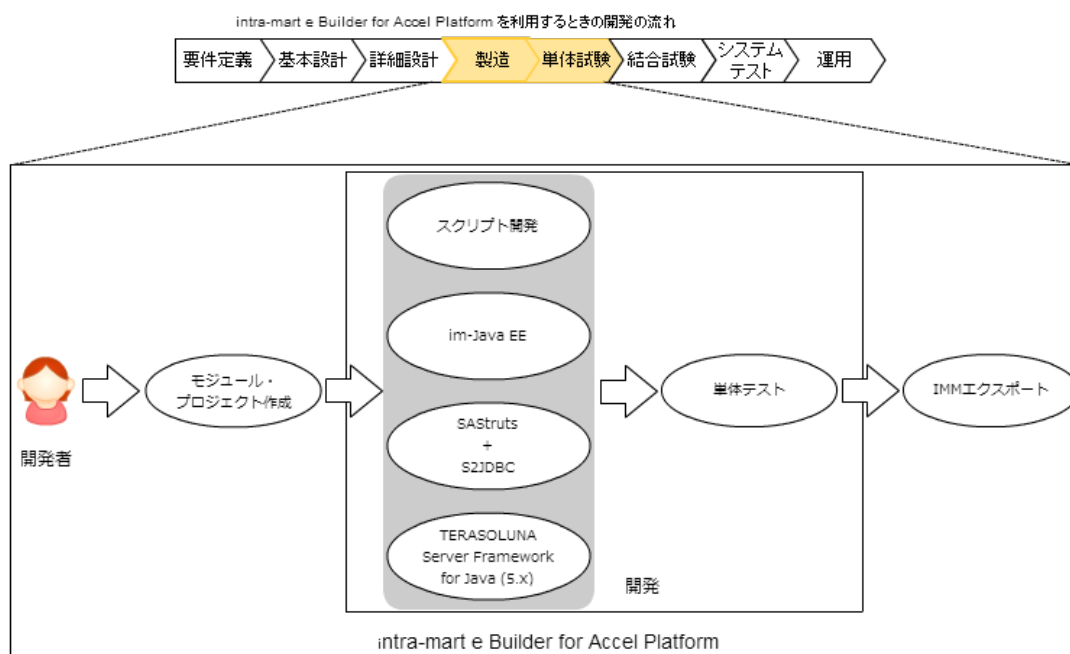 intra-mart e Builder for Accel Platform を利用するときの開発の流れ
要件定義
基本設計
詳細設計
製造
単体試験
結合試験
システム
テスト
運用
開発者
モジュール・
プロジェクト作成
スクリプト開発
im-Java EE
SAStruts
+
S2JDBC
TERASOLUNA
Server Framework
for Java (5.x)
開発
単体テスト
IMMエクスポート
intra-mart e Builder for Accel Platform